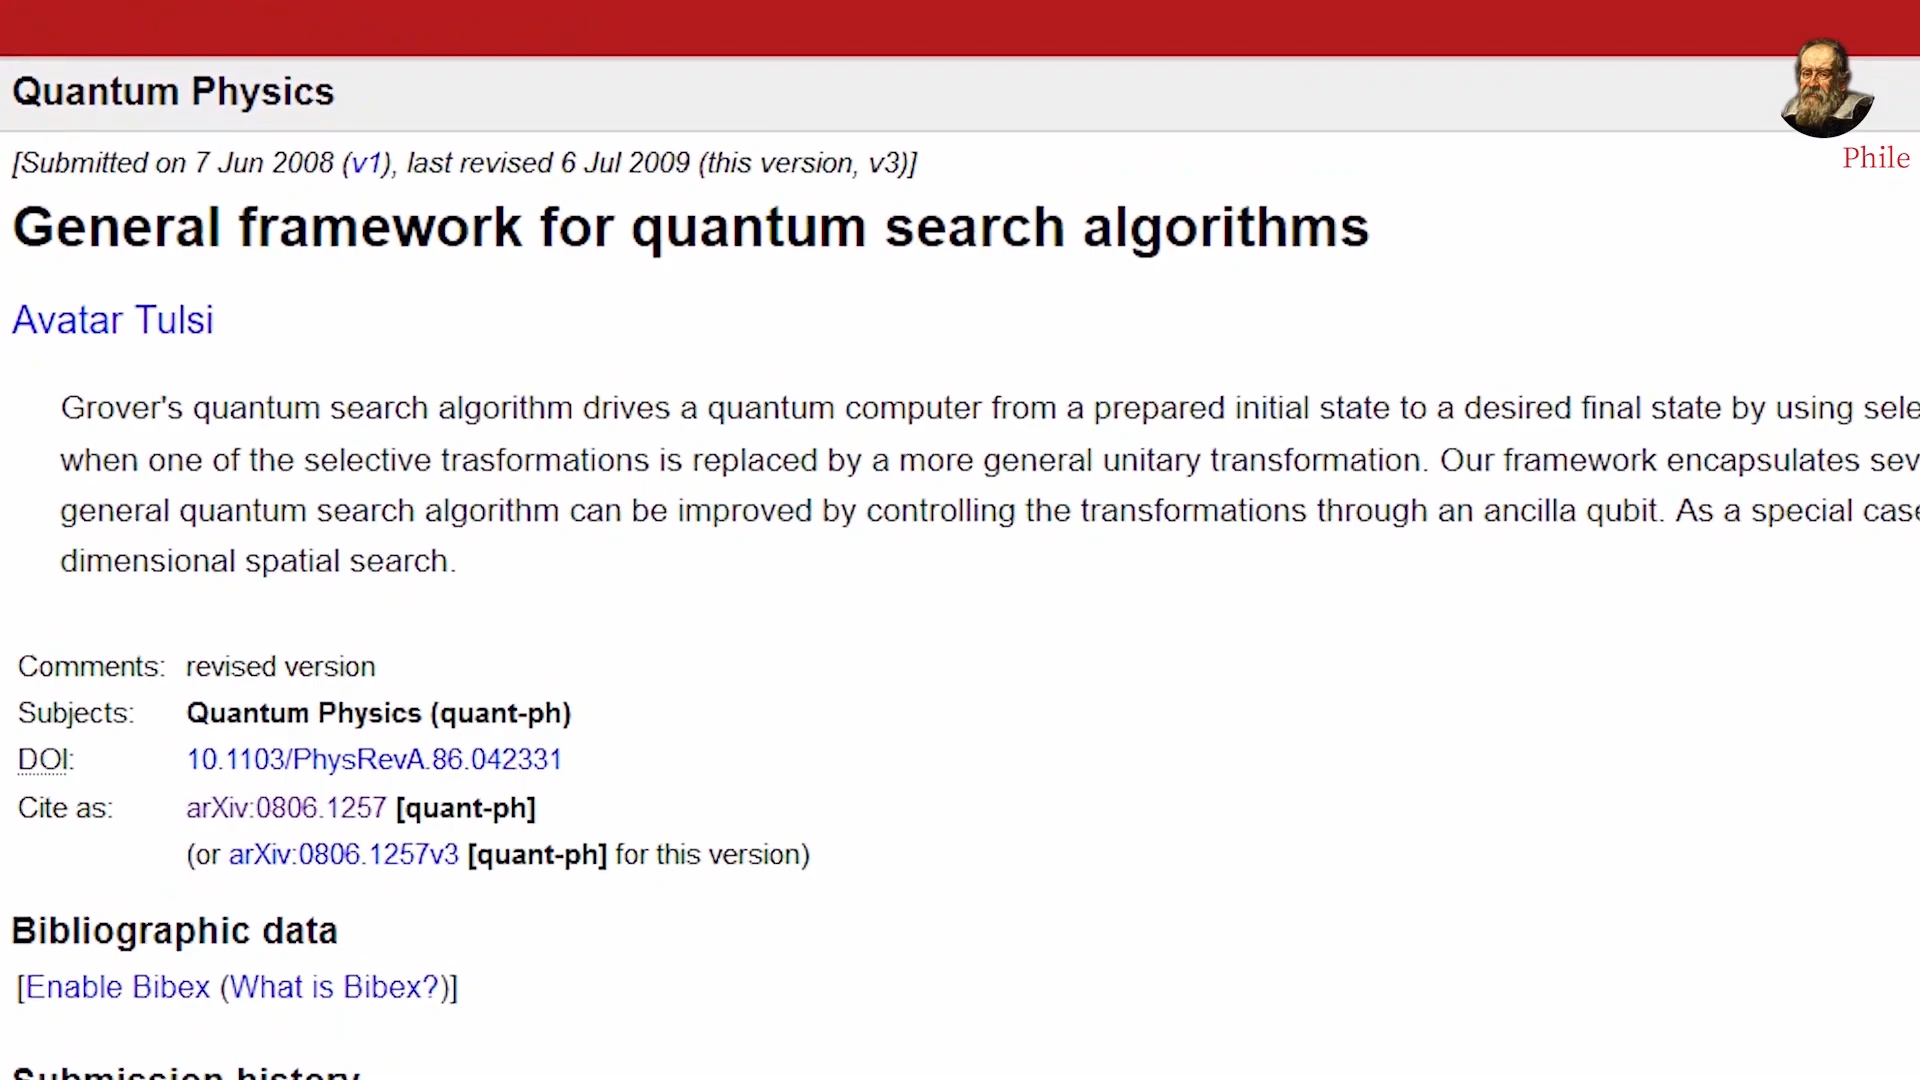 Quantum Physics
Phile
[Submitted on 7 Jun 2008 (v1), last revised 6 Jul 2009 (this version, v3)]
General framework for quantum search algorithms
Avatar Tulsi
Grover's quantum search algorithm drives a quantum computer from a prepared initial state to a desired final state by using sele
when one of the selective trasformations is replaced by a more general unitary transformation. Our framework encapsulates sev
general quantum search algorithm can be improved by controlling the transformations through an ancilla qubit. As a special case
dimensional spatial search.
Comments: revised version
Subjects: Quantum Physics (quant-ph)
DOI: 10.1103/PhysRevA.86.042331
Cite as: arXiv:0806.1257 [quant-ph]
(or arXiv:0806.1257v3 [quant-ph] for this version)
Bibliographic data
[Enable Bibex (What is Bibex?)]
Submission history